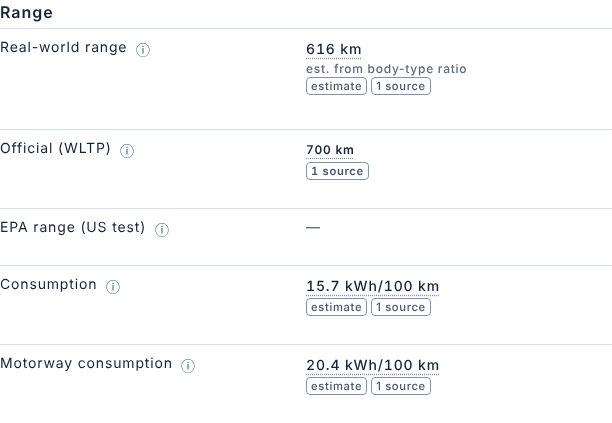 Range
Real-world range ⓘ
616 km
est. from body-type ratio
estimate 1 source
Official (WLTP) ⓘ
700 km
1 source
EPA range (US test) ⓘ
—
Consumption ⓘ
15.7 kWh/100 km
estimate 1 source
Motorway consumption ⓘ
20.4 kWh/100 km
estimate 1 source